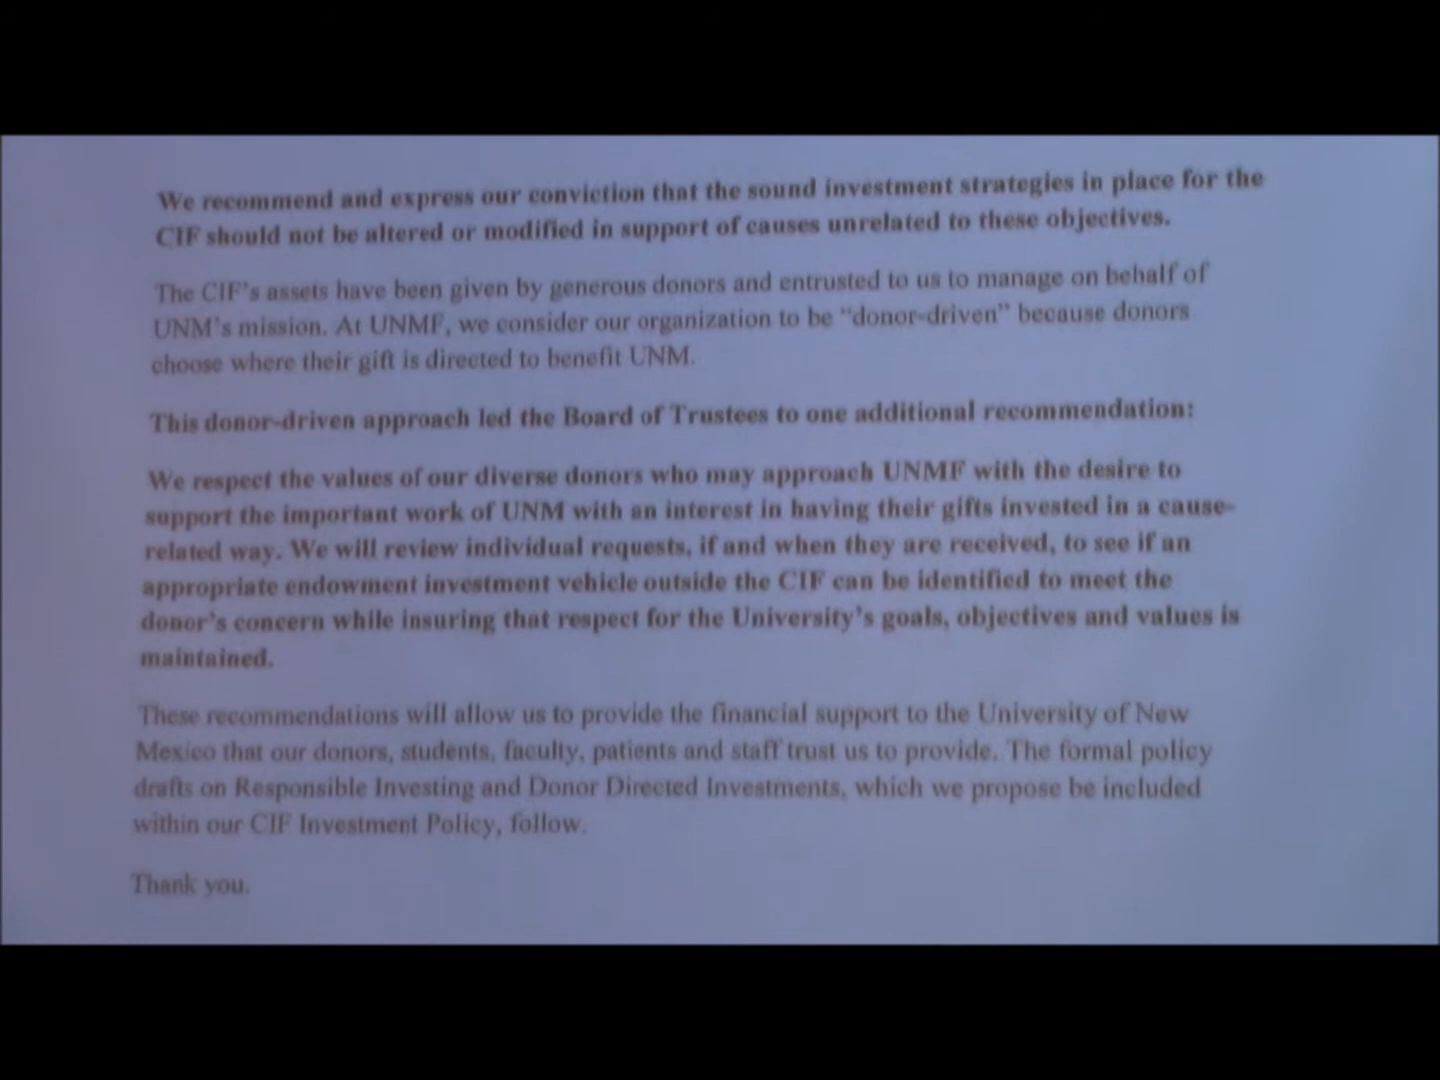 We recommend and express our conviction that the sound investment strategies in place for the
CIF should not be altered or modified in support of causes unrelated to these objectives.
The CIF's assets have been given by generous donors and entrusted to us to manage on behalf of
UNM's mission. At UNMF, we consider our organization to be “donor-driven” because donors
choose where their gift is directed to benefit UNM.
This donor-driven approach led the Board of Trustees to one additional recommendation:
We respect the values of our diverse donors who may approach UNMF with the desire to
support the important work of UNM with an interest in having their gifts invested in a cause-
related way. We will review individual requests, if and when they are received, to see if an
appropriate endowment investment vehicle outside the CIF can be identified to meet the
donor's concern while insuring that respect for the University's goals, objectives and values is
maintained.
These recommendations will allow us to provide the financial support to the University of New
Mexico that our donors, students, faculty, patients and staff trust us to provide. The formal policy
drafts on Responsible Investing and Donor Directed Investments, which we propose be included
within our CIF Investment Policy, follow.
Thank you.